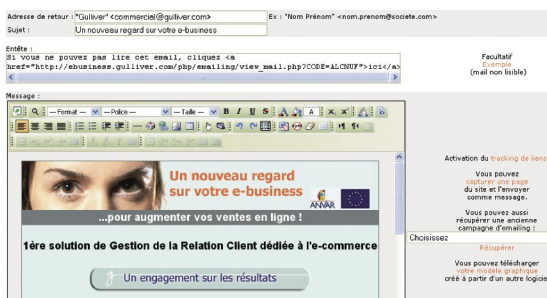 Adresse de retour : "Gulliver" <commercial@gulliver.com> Ex : "Nom Prénom" <nom.prenom@societe.com>
Sujet : Un nouveau regard sur votre e-business
Entête :
Si vous ne pouvez pas lire cet email, cliquez <a
href="http://ebusiness.gulliver.com/php/emailing/view_mail.php?CODE=ALCNUF">ici</a>
Facultatif
Exemple
(mail non lisible)
Message :
— Format — — Police — — Taille — B I U S
Un nouveau regard
sur votre e-business
ANVAR
...pour augmenter vos ventes en ligne !
1ère solution de Gestion de la Relation Client dédiée à l'e-commerce
Un engagement sur les résultats
Activation du tracking de liens
Vous pouvez
capturer une page
du site et l'envoyer
comme message.
Vous pouvez aussi
récupérer une ancienne
campagne d'emailing :
Choisissez
Récupérer
Vous pouvez télécharger
votre modèle graphique
créé à partir d'un autre logicie